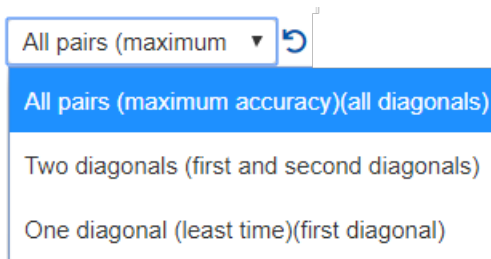 All pairs (maximum
All pairs (maximum accuracy)(all diagonals)
Two diagonals (first and second diagonals)
One diagonal (least time)(first diagonal)